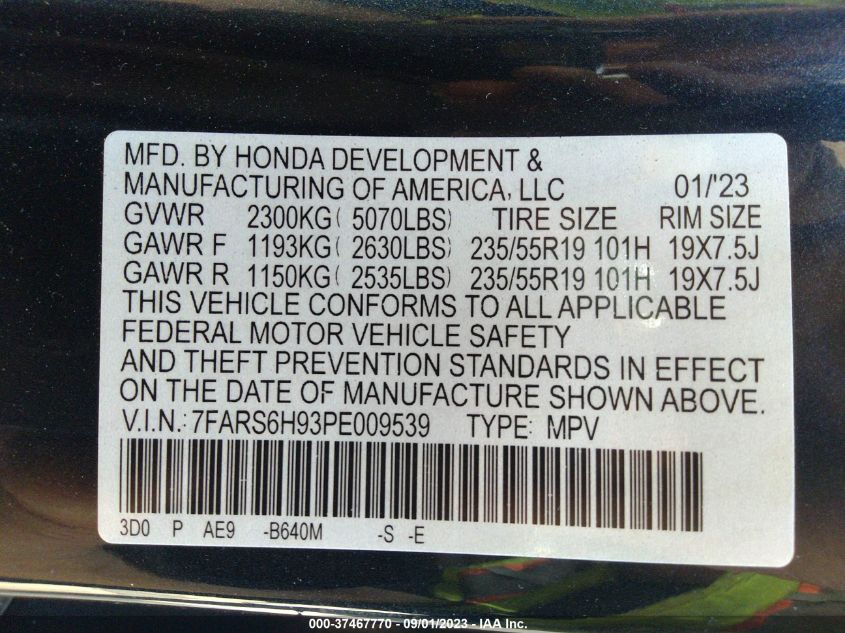 MFD. BY HONDA DEVELOPMENT &
MANUFACTURING OF AMERICA, LLC 01/'23
GVWR 2300KG( 5070LBS) TIRE SIZE RIM SIZE
GAWR F 1193KG( 2630LBS) 235/55R19 101H 19X7.5J
GAWR R 1150KG( 2535LBS) 235/55R19 101H 19X7.5J
THIS VEHICLE CONFORMS TO ALL APPLICABLE
FEDERAL MOTOR VEHICLE SAFETY
AND THEFT PREVENTION STANDARDS IN EFFECT
ON THE DATE OF MANUFACTURE SHOWN ABOVE.
V.I.N.: 7FARS6H93PE009539 TYPE: MPV
3D0 P AE9 -B640M -S -E
000-37467770 - 09/01/2023 - IAA Inc.